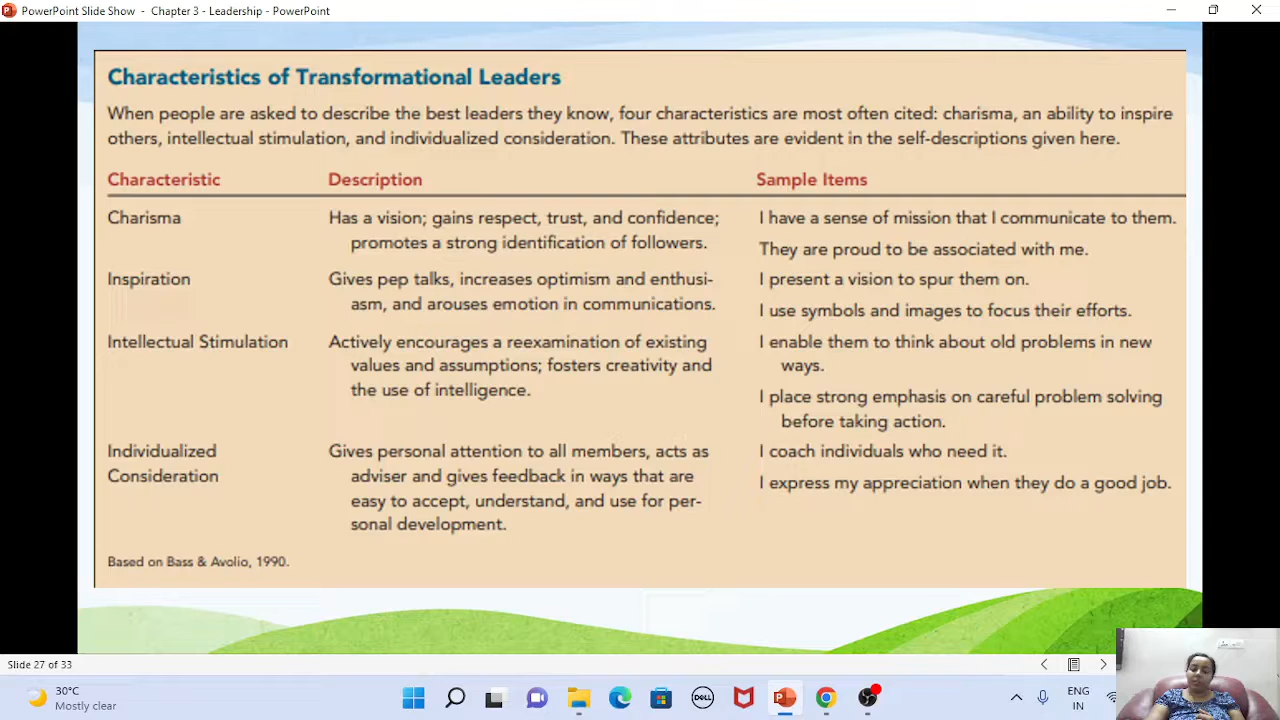 PowerPoint Slide Show - Chapter 3 - Leadership - PowerPoint
Characteristics of Transformational Leaders
When people are asked to describe the best leaders they know, four characteristics are most often cited: charisma, an ability to inspire
others, intellectual stimulation, and individualized consideration. These attributes are evident in the self-descriptions given here.
Characteristic Description Sample Items
Charisma
Has a vision; gains respect, trust, and confidence;
promotes a strong identification of followers.
I have a sense of mission that I communicate to them.
They are proud to be associated with me.
Inspiration
Gives pep talks, increases optimism and enthusi-
asm, and arouses emotion in communications.
I present a vision to spur them on.
I use symbols and images to focus their efforts.
Intellectual Stimulation
Actively encourages a reexamination of existing
values and assumptions; fosters creativity and
the use of intelligence.
I enable them to think about old problems in new
ways.
I place strong emphasis on careful problem solving
before taking action.
Individualized
Consideration
Gives personal attention to all members, acts as
adviser and gives feedback in ways that are
easy to accept, understand, and use for per-
sonal development.
I coach individuals who need it.
I express my appreciation when they do a good job.
Based on Bass & Avolio, 1990.
Slide 27 of 33
30°C
Mostly clear
DELL
ENG
IN